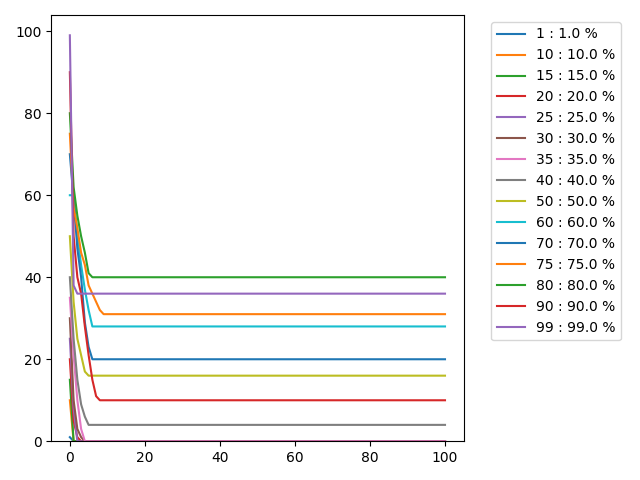 100
80
60
40
20
0
0 20 40 60 80 100
1 : 1.0 %
10 : 10.0 %
15 : 15.0 %
20 : 20.0 %
25 : 25.0 %
30 : 30.0 %
35 : 35.0 %
40 : 40.0 %
50 : 50.0 %
60 : 60.0 %
70 : 70.0 %
75 : 75.0 %
80 : 80.0 %
90 : 90.0 %
99 : 99.0 %